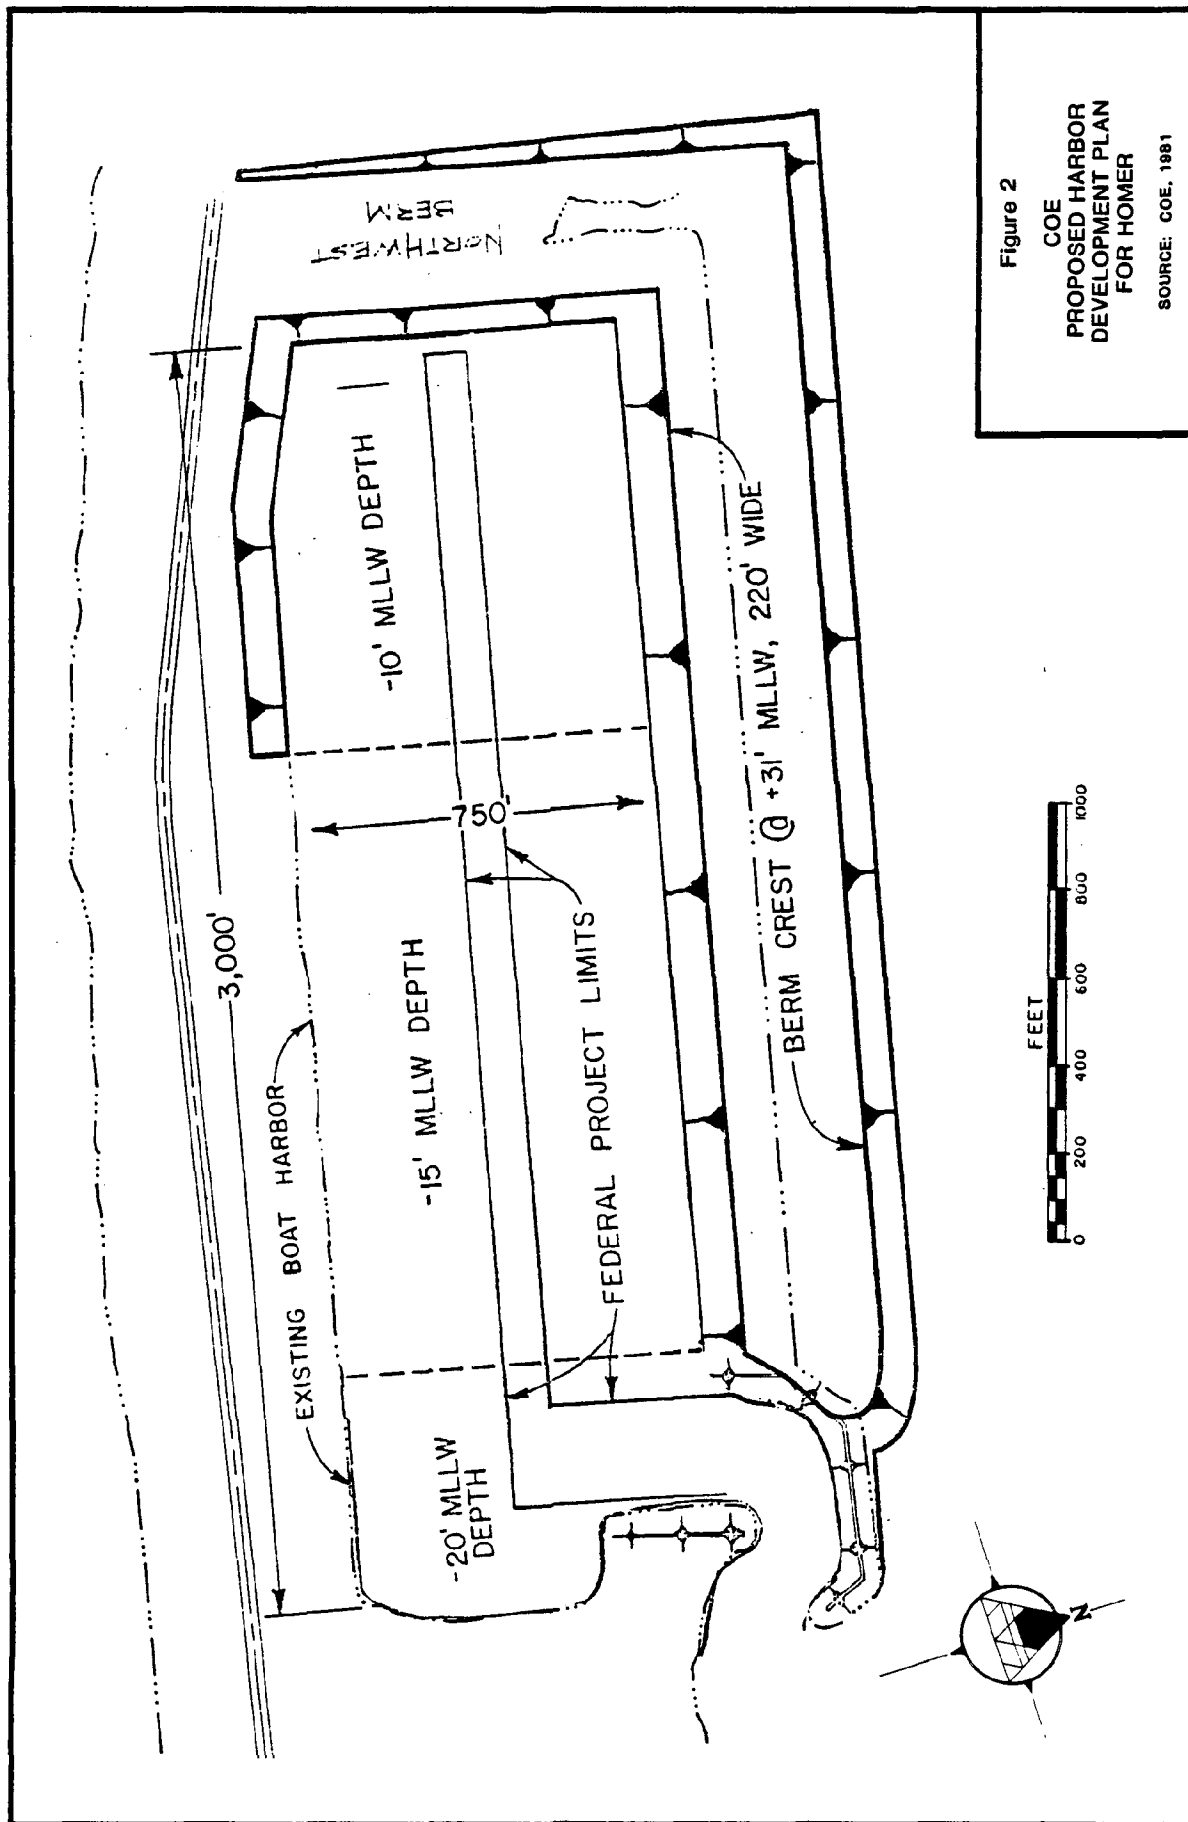 NORTHWEST
BERM
3,000'
EXISTING BOAT HARBOR
-10' MLLW DEPTH
750'
-15' MLLW DEPTH
-20' MLLW
DEPTH
FEDERAL PROJECT LIMITS
BERM CREST @ +31' MLLW, 220' WIDE
FEET
0 200 400 600 800 1000
N
Figure 2
COE
PROPOSED HARBOR
DEVELOPMENT PLAN
FOR HOMER
SOURCE: COE, 1981